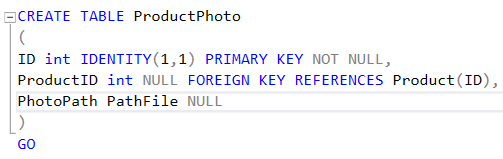 CREATE TABLE ProductPhoto
(
ID int IDENTITY(1,1) PRIMARY KEY NOT NULL,
ProductID int NULL FOREIGN KEY REFERENCES Product(ID),
PhotoPath PathFile NULL
)
GO